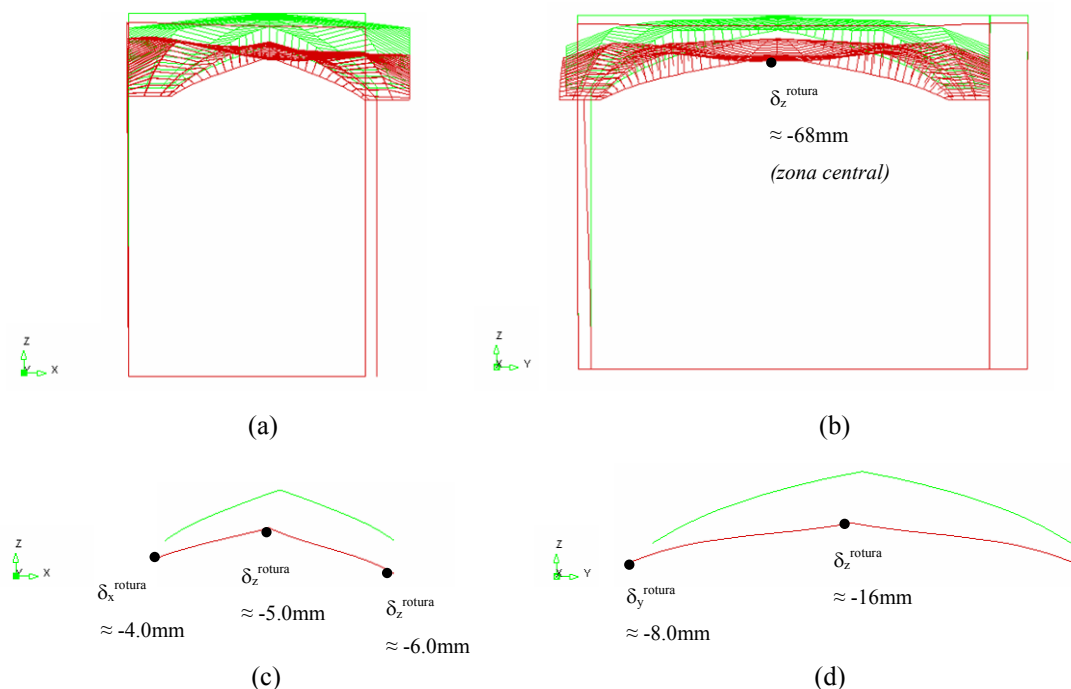 δz^rotura
≈ -68mm
(zona central)
Z
Y X
Z
X Y
(a)
(b)
Z
Y X
δx^rotura
≈ -4.0mm
δz^rotura
≈ -5.0mm
δz^rotura
≈ -6.0mm
Z
X Y
δy^rotura
≈ -8.0mm
δz^rotura
≈ -16mm
(c)
(d)